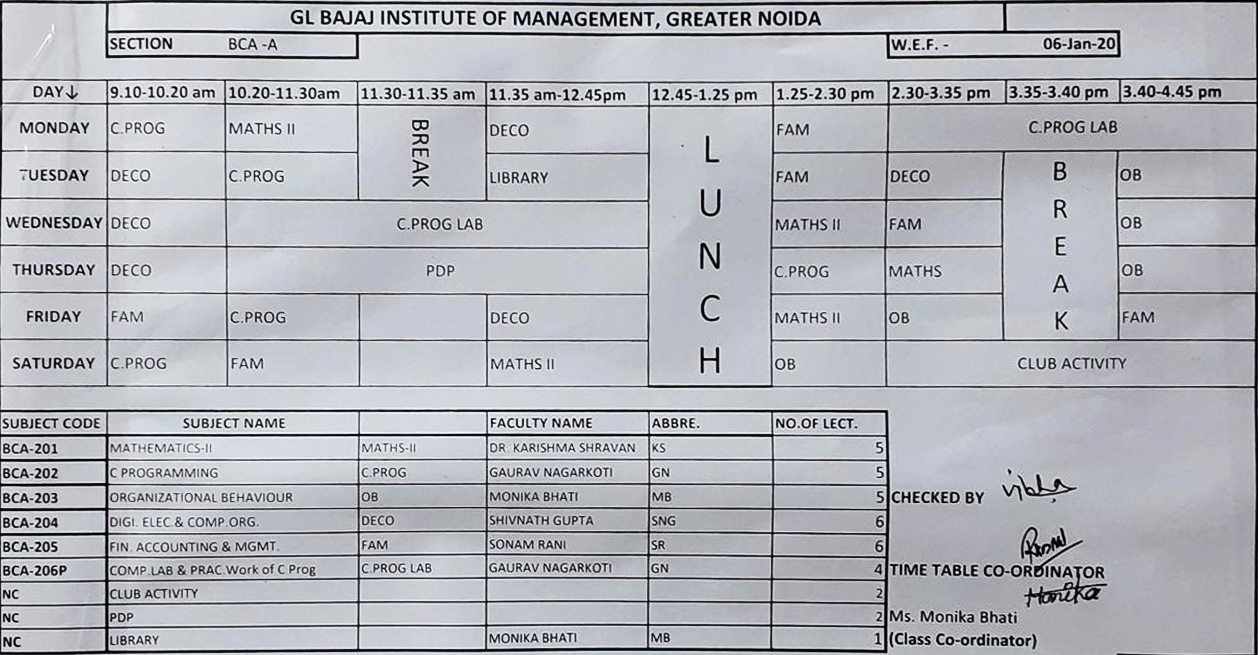 GL BAJAJ INSTITUTE OF MANAGEMENT, GREATER NOIDA
SECTION BCA -A W.E.F. - 06-Jan-20
DAY↓ 9.10-10.20 am 10.20-11.30am 11.30-11.35 am 11.35 am-12.45pm 12.45-1.25 pm 1.25-2.30 pm 2.30-3.35 pm 3.35-3.40 pm 3.40-4.45 pm
MONDAY C.PROG MATHS II BREAK DECO LUNCH FAM C.PROG LAB
TUESDAY DECO C.PROG LIBRARY FAM DECO BREAK OB
WEDNESDAY DECO C.PROG LAB MATHS II FAM OB
THURSDAY DECO PDP C.PROG MATHS OB
FRIDAY FAM C.PROG DECO MATHS II OB FAM
SATURDAY C.PROG FAM MATHS II OB CLUB ACTIVITY
SUBJECT CODE SUBJECT NAME FACULTY NAME ABBRE. NO.OF LECT.
BCA-201 MATHEMATICS-II MATHS-II DR. KARISHMA SHRAVAN KS 5
BCA-202 C PROGRAMMING C.PROG GAURAV NAGARKOTI GN 5
BCA-203 ORGANIZATIONAL BEHAVIOUR OB MONIKA BHATI MB 5 CHECKED BY
BCA-204 DIGI. ELEC.& COMP.ORG. DECO SHIVNATH GUPTA SNG 6
BCA-205 FIN. ACCOUNTING & MGMT. FAM SONAM RANI SR 6
BCA-206P COMP.LAB & PRAC.Work of C Prog C.PROG LAB GAURAV NAGARKOTI GN 4 TIME TABLE CO-ORDINATOR
Monika
NC CLUB ACTIVITY 2
NC PDP 2 Ms. Monika Bhati
NC LIBRARY MONIKA BHATI MB 1 (Class Co-ordinator)